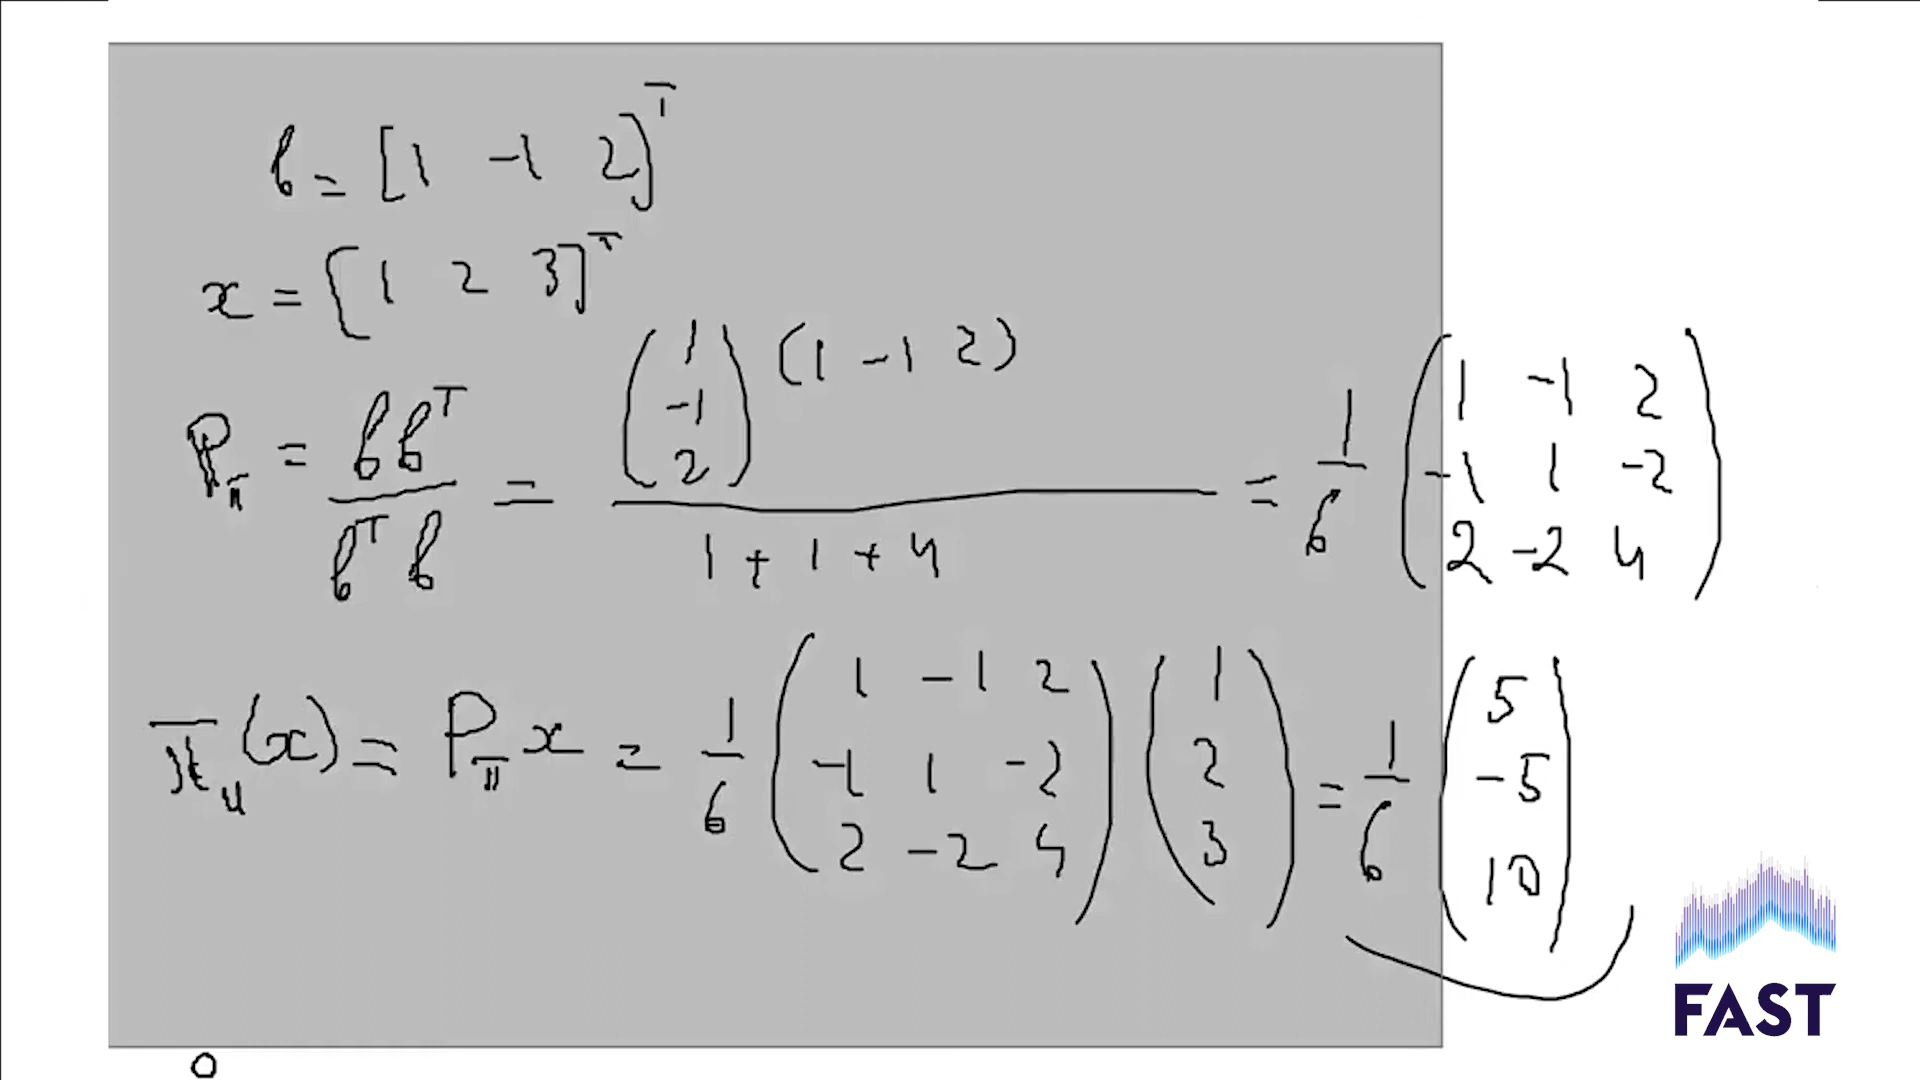 b = [1 -1 2]^T
x = [1 2 3]^T
P_π = bb^T / b^T b = (1 -1 2)^T (1 -1 2) / 1 + 1 + 4 = 1/6 (1 -1 2; -1 1 -2; 2 -2 4)
π_u(x) = P_π x = 1/6 (1 -1 2; -1 1 -2; 2 -2 4) (1; 2; 3) = 1/6 (5; -5; 10)
FAST